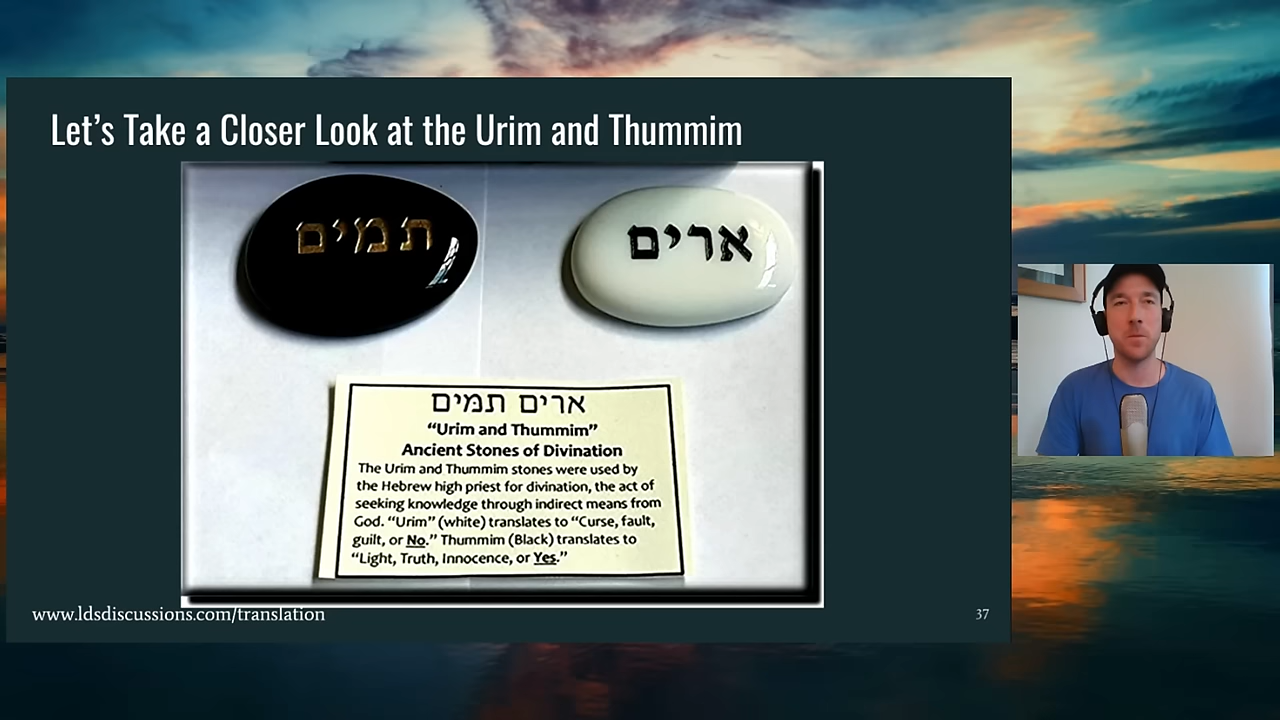 Let's Take a Closer Look at the Urim and Thummim
תמים
ארים
ארים תמים
“Urim and Thummim”
Ancient Stones of Divination
The Urim and Thummim stones were used by
the Hebrew high priest for divination, the act of
seeking knowledge through indirect means from
God. “Urim” (white) translates to “Curse, fault,
guilt, or No.” Thummim (Black) translates to
“Light, Truth, Innocence, or Yes.”
www.ldsdiscussions.com/translation
37